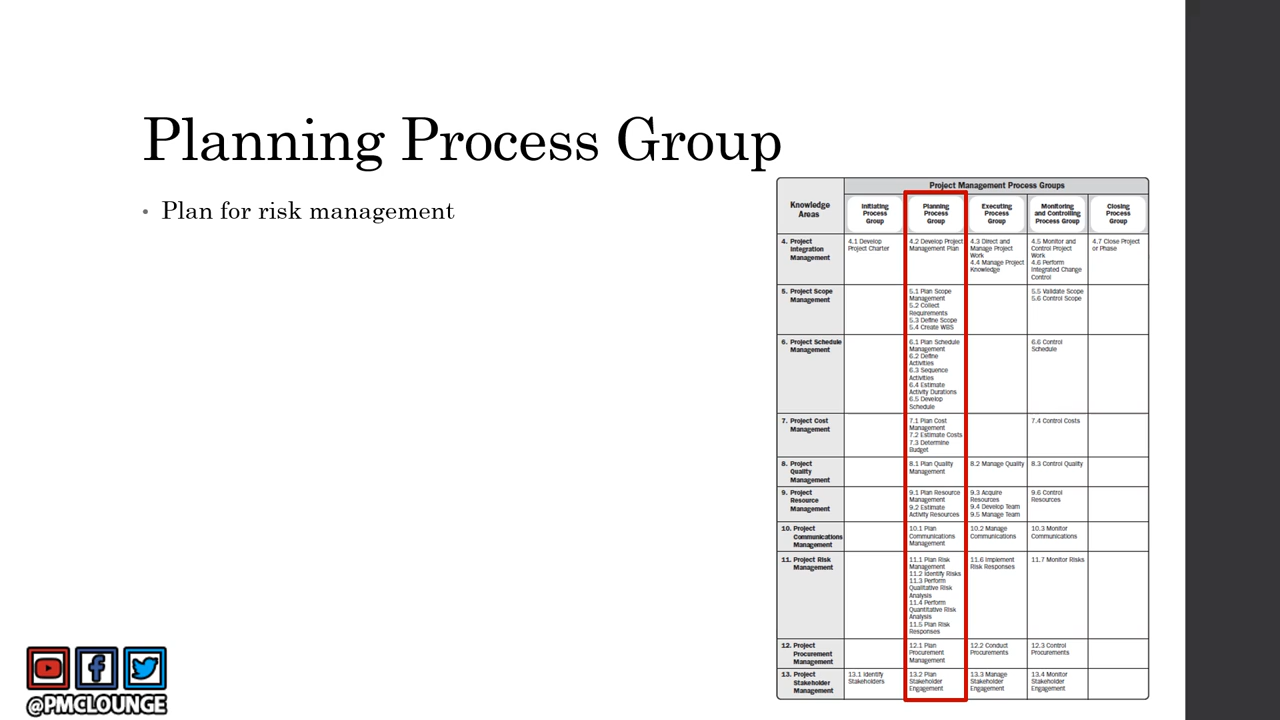 Planning Process Group
• Plan for risk management
Knowledge
Areas
Project Management Process Groups
Initiating
Process
Group
Planning
Process
Group
Executing
Process
Group
Monitoring
and Controlling
Process Group
Closing
Process
Group
4. Project
Integration
Management
4.1 Develop
Project Charter
4.2 Develop Project
Management Plan
4.3 Direct and
Manage Project
Work
4.4 Manage Project
Knowledge
4.5 Monitor and
Control Project
Work
4.6 Perform
Integrated Change
Control
4.7 Close Project
or Phase
5. Project Scope
Management
5.1 Plan Scope
Management
5.2 Collect
Requirements
5.3 Define Scope
5.4 Create WBS
5.5 Validate Scope
5.6 Control Scope
6. Project Schedule
Management
6.1 Plan Schedule
Management
6.2 Define
Activities
6.3 Sequence
Activities
6.4 Estimate
Activity Durations
6.5 Develop
Schedule
6.6 Control
Schedule
7. Project Cost
Management
7.1 Plan Cost
Management
7.2 Estimate Costs
7.3 Determine
Budget
7.4 Control Costs
8. Project
Quality
Management
8.1 Plan Quality
Management
8.2 Manage Quality
8.3 Control Quality
9. Project
Resource
Management
9.1 Plan Resource
Management
9.2 Estimate
Activity Resources
9.3 Acquire
Resources
9.4 Develop Team
9.5 Manage Team
9.6 Control
Resources
10. Project
Communications
Management
10.1 Plan
Communications
Management
10.2 Manage
Communications
10.3 Monitor
Communications
11. Project Risk
Management
11.1 Plan Risk
Management
11.2 Identify Risks
11.3 Perform
Qualitative Risk
Analysis
11.4 Perform
Quantitative Risk
Analysis
11.5 Plan Risk
Responses
11.6 Implement
Risk Responses
11.7 Monitor Risks
12. Project
Procurement
Management
12.1 Plan
Procurement
Management
12.2 Conduct
Procurements
12.3 Control
Procurements
13. Project
Stakeholder
Management
13.1 Identify
Stakeholders
13.2 Plan
Stakeholder
Engagement
13.3 Manage
Stakeholder
Engagement
13.4 Monitor
Stakeholder
Engagement
@PMCLOUNGE